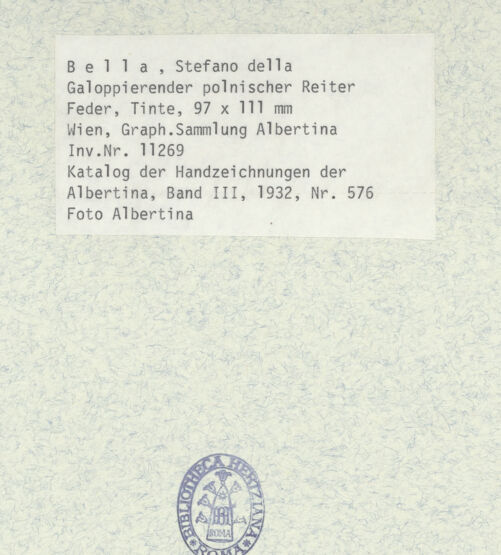 B e l l a , Stefano della
Galoppierender polnischer Reiter
Feder, Tinte, 97 x 111 mm
Wien, Graph.Sammlung Albertina
Inv.Nr. 11269
Katalog der Handzeichnungen der
Albertina, Band III, 1932, Nr. 576
Foto Albertina
BIBLIOTHECA HERTZIANA
ROMA
ROMA